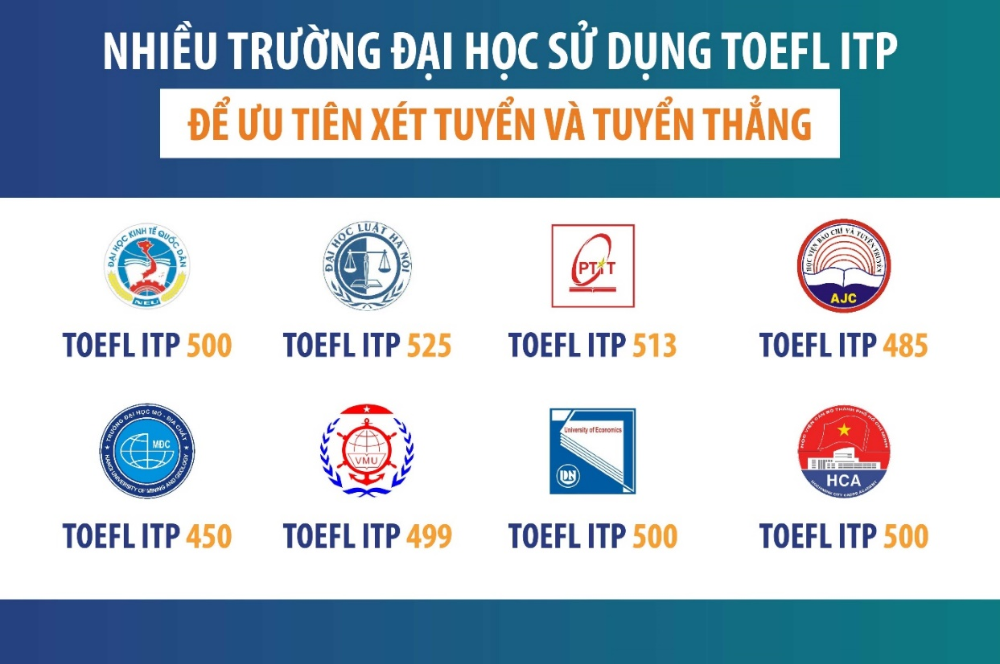 NHIỀU TRƯỜNG ĐẠI HỌC SỬ DỤNG TOEFL ITP
ĐỂ ƯU TIÊN XÉT TUYỂN VÀ TUYỂN THẲNG
ĐẠI HỌC KINH TẾ QUỐC DÂN
NEU
ĐẠI HỌC LUẬT HÀ NỘI
PTIT
HỌC VIỆN BÁO CHÍ VÀ TUYÊN TRUYỀN
AJC
TOEFL ITP 500
TOEFL ITP 525
TOEFL ITP 513
TOEFL ITP 485
TRƯỜNG ĐẠI HỌC MỎ - ĐỊA CHẤT
MĐC
HANOI UNIVERSITY OF MINING AND GEOLOGY
VMU
University of Economics
DN
HỌC VIỆN CÁN BỘ THÀNH PHỐ HỒ CHÍ MINH
HCA
HOCHIMINH CITY CADRE ACADEMY
TOEFL ITP 450
TOEFL ITP 499
TOEFL ITP 500
TOEFL ITP 500